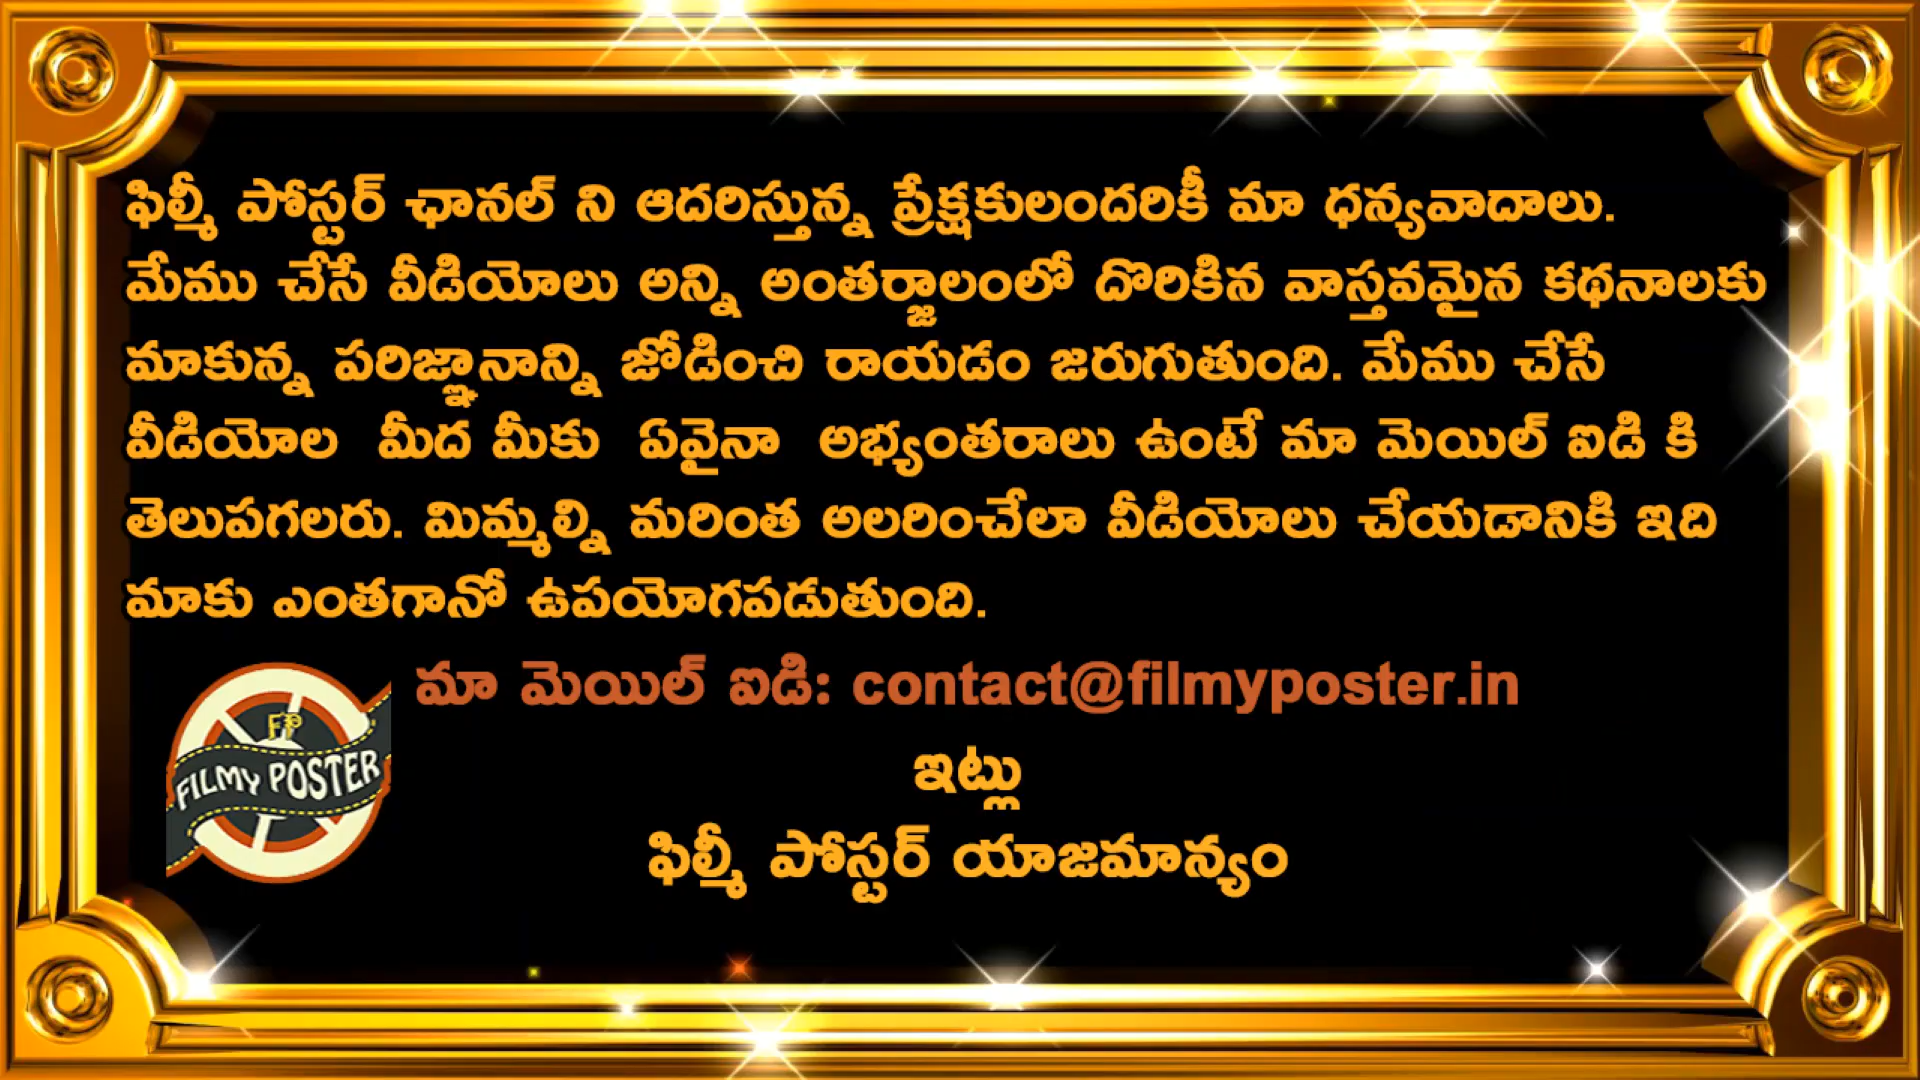 ఫిల్మీ పోస్టర్ ఛానల్ ని ఆదరిస్తున్న ప్రేక్షకులందరికీ మా ధన్యవాదాలు.
మేము చేసే వీడియోలు అన్ని అంతర్జాలంలో దొరికిన వాస్తవమైన కథనాలకు
మాకున్న పరిజ్ఞానాన్ని జోడించి రాయడం జరుగుతుంది. మేము చేసే
వీడియోల మీద మీకు ఏవైనా అభ్యంతరాలు ఉంటే మా మెయిల్ ఐడి కి
తెలుపగలరు. మిమ్మల్ని మరింత అలరించేలా వీడియోలు చేయడానికి ఇది
మాకు ఎంతగానో ఉపయోగపడుతుంది.
మా మెయిల్ ఐడి: contact@filmyposter.in
FP
FILMY POSTER
ఇట్లు
ఫిల్మీ పోస్టర్ యాజమాన్యం